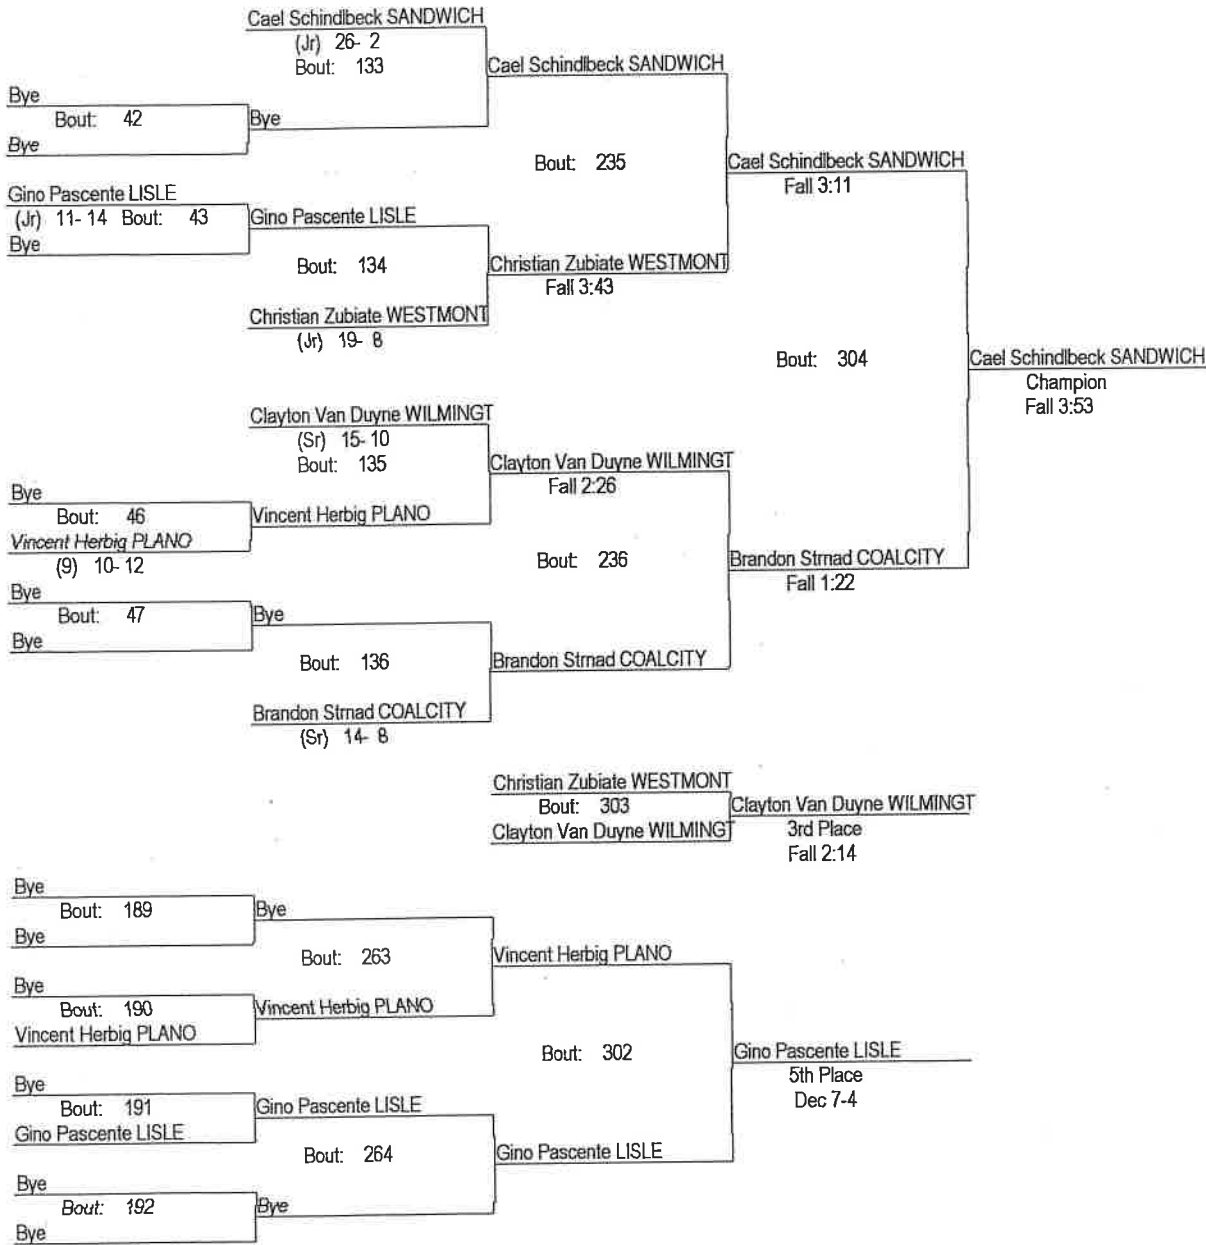 Cael Schindlbeck SANDWICH
(Jr) 26- 2
Bout: 133
Cael Schindlbeck SANDWICH
Bye
Bout: 42
Bye
Bye
Bout: 235
Cael Schindlbeck SANDWICH
Fall 3:11
Gino Pascente LISLE
(Jr) 11- 14 Bout: 43
Gino Pascente LISLE
Bye
Bout: 134
Christian Zubiate WESTMONT
Fall 3:43
Christian Zubiate WESTMONT
(Jr) 19- 8
Bout: 304
Cael Schindlbeck SANDWICH
Champion
Fall 3:53
Clayton Van Duyne WILMINGT
(Sr) 15- 10
Bout: 135
Clayton Van Duyne WILMINGT
Fall 2:26
Bye
Bout: 46
Vincent Herbig PLANO
Vincent Herbig PLANO
(9) 10- 12
Bout: 236
Brandon Strnad COALCITY
Fall 1:22
Bye
Bout: 47
Bye
Bye
Bout: 136
Brandon Strnad COALCITY
Brandon Strnad COALCITY
(Sr) 14- 8
Christian Zubiate WESTMONT
Bout: 303
Clayton Van Duyne WILMINGT
Clayton Van Duyne WILMINGT
3rd Place
Fall 2:14
Bye
Bout: 189
Bye
Bye
Bout: 263
Vincent Herbig PLANO
Bye
Bout: 190
Vincent Herbig PLANO
Vincent Herbig PLANO
Bout: 302
Gino Pascente LISLE
5th Place
Dec 7-4
Bye
Bout: 191
Gino Pascente LISLE
Gino Pascente LISLE
Bout: 264
Gino Pascente LISLE
Bye
Bout: 192
Bye
Bye